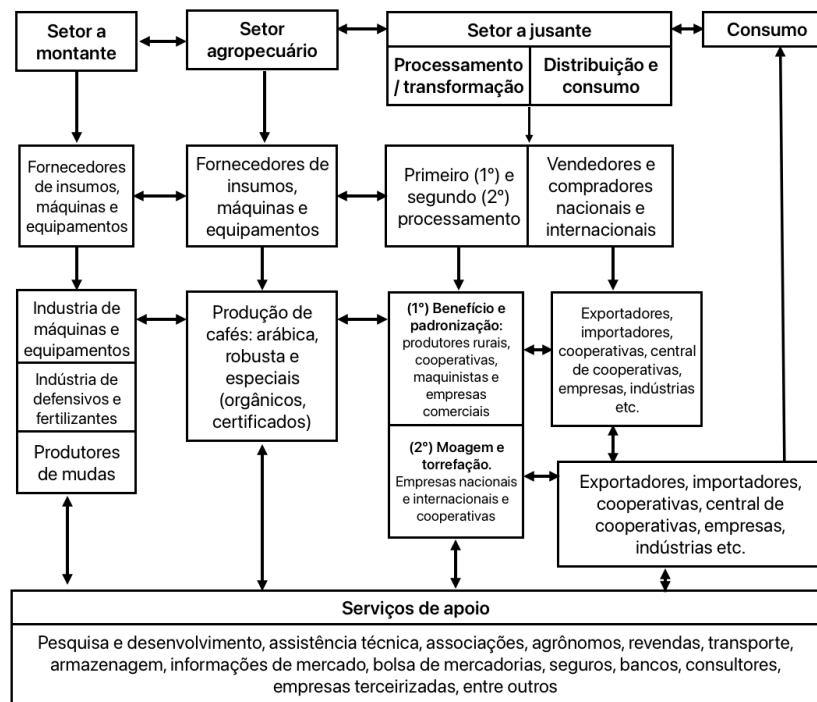 Setor a
montante
Setor
agropecuário
Setor a jusante
Processamento
/ transformação
Distribuição e
consumo
Consumo
Fornecedores
de insumos,
máquinas e
equipamentos
Fornecedores de
insumos,
máquinas e
equipamentos
Primeiro (1°) e
segundo (2°)
processamento
Vendedores e
compradores
nacionais e
internacionais
Industria de
máquinas e
equipamentos
Indústria de
defensivos e
fertilizantes
Produtores
de mudas
Produção de
cafés: arábica,
robusta e
especiais
(orgânicos,
certificados)
(1°) Benefício e
padronização:
produtores rurais,
cooperativas,
maquinistas e
empresas
comerciais
(2°) Moagem e
torrefação.
Empresas nacionais
e internacionais e
cooperativas
Exportadores,
importadores,
cooperativas, central
de cooperativas,
empresas, indústrias
etc.
Exportadores, importadores,
cooperativas, central de
cooperativas, empresas,
indústrias etc.
Serviços de apoio
Pesquisa e desenvolvimento, assistência técnica, associações, agrônomos, revendas, transporte,
armazenagem, informações de mercado, bolsa de mercadorias, seguros, bancos, consultores,
empresas terceirizadas, entre outros